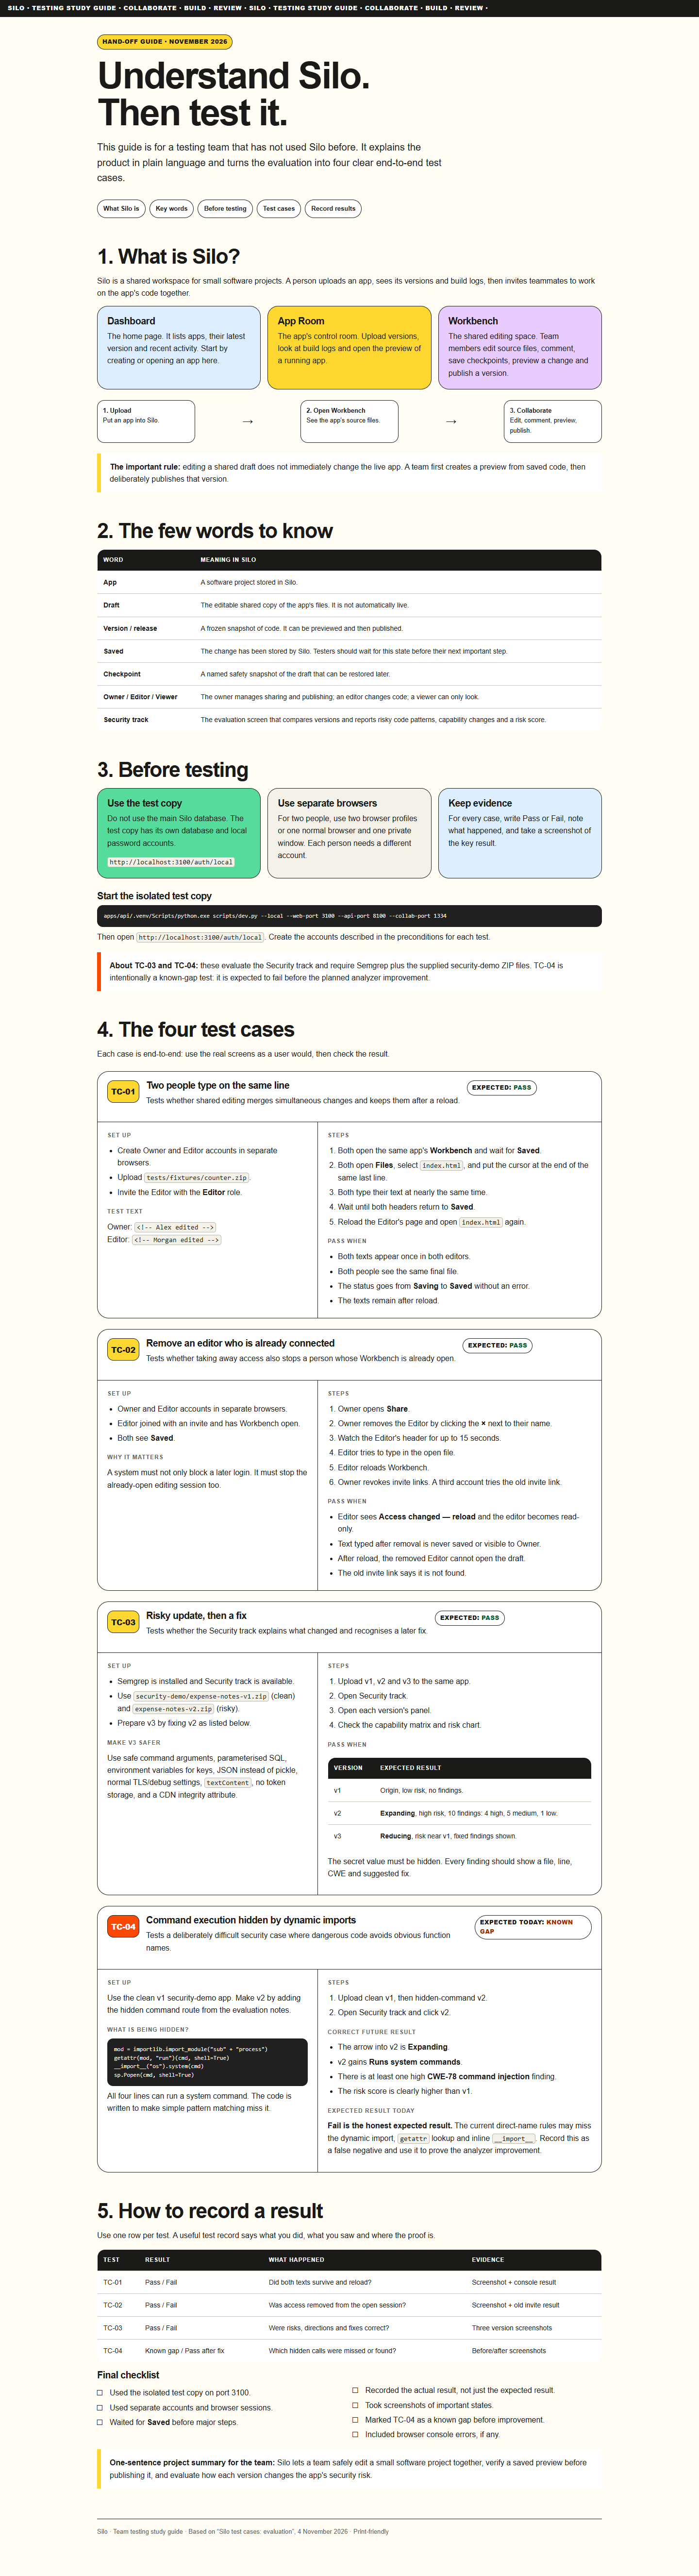 SILO • TESTING STUDY GUIDE • COLLABORATE • BUILD • REVIEW • SILO • TESTING STUDY GUIDE • COLLABORATE • BUILD • REVIEW •
HAND-OFF GUIDE • NOVEMBER 2026
Understand Silo.
Then test it.
This guide is for a testing team that has not used Silo before. It explains the
product in plain language and turns the evaluation into four clear end-to-end test
cases.
What Silo is
Key words
Before testing
Test cases
Record results
1. What is Silo?
Silo is a shared workspace for small software projects. A person uploads an app, sees its versions and build logs, then invites teammates to work
on the app's code together.
Dashboard
The home page. It lists apps, their latest
version and recent activity. Start by
creating or opening an app here.
App Room
The app's control room. Upload versions,
look at build logs and open the preview of
a running app.
Workbench
The shared editing space. Team
members edit source files, comment,
save checkpoints, preview a change and
publish a version.
1. Upload
Put an app into Silo.
→
2. Open Workbench
See the app's source files.
→
3. Collaborate
Edit, comment, preview,
publish.
The important rule: editing a shared draft does not immediately change the live app. A team first creates a preview from saved code, then
deliberately publishes that version.
2. The few words to know
WORD MEANING IN SILO
App A software project stored in Silo.
Draft The editable shared copy of the app's files. It is not automatically live.
Version / release A frozen snapshot of code. It can be previewed and then published.
Saved The change has been stored by Silo. Testers should wait for this state before their next important step.
Checkpoint A named safety snapshot of the draft that can be restored later.
Owner / Editor / Viewer The owner manages sharing and publishing; an editor changes code; a viewer can only look.
Security track The evaluation screen that compares versions and reports risky code patterns, capability changes and a risk score.
3. Before testing
Use the test copy
Do not use the main Silo database. The
test copy has its own database and local
password accounts.
http://localhost:3100/auth/local
Use separate browsers
For two people, use two browser profiles
or one normal browser and one private
window. Each person needs a different
account.
Keep evidence
For every case, write Pass or Fail, note
what happened, and take a screenshot of
the key result.
Start the isolated test copy
apps/api/.venv/Scripts/python.exe scripts/dev.py --local --web-port 3100 --api-port 8100 --collab-port 1334
Then open http://localhost:3100/auth/local. Create the accounts described in the preconditions for each test.
About TC-03 and TC-04: these evaluate the Security track and require Semgrep plus the supplied security-demo ZIP files. TC-04 is
intentionally a known-gap test: it is expected to fail before the planned analyzer improvement.
4. The four test cases
Each case is end-to-end: use the real screens as a user would, then check the result.
TC-01
Two people type on the same line
Tests whether shared editing merges simultaneous changes and keeps them after a reload.
EXPECTED: PASS
SET UP
• Create Owner and Editor accounts in separate
browsers.
• Upload tests/fixtures/counter.zip.
• Invite the Editor with the Editor role.
TEST TEXT
Owner: <!-- Alex edited -->
Editor: <!-- Morgan edited -->
STEPS
1. Both open the same app's Workbench and wait for Saved.
2. Both open Files, select index.html, and put the cursor at the end of the
same last line.
3. Both type their text at nearly the same time.
4. Wait until both headers return to Saved.
5. Reload the Editor's page and open index.html again.
PASS WHEN
• Both texts appear once in both editors.
• Both people see the same final file.
• The status goes from Saving to Saved without an error.
• The texts remain after reload.
TC-02
Remove an editor who is already connected
Tests whether taking away access also stops a person whose Workbench is already open.
EXPECTED: PASS
SET UP
• Owner and Editor accounts in separate browsers.
• Editor joined with an invite and has Workbench open.
• Both see Saved.
WHY IT MATTERS
A system must not only block a later login. It must stop the
already-open editing session too.
STEPS
1. Owner opens Share.
2. Owner removes the Editor by clicking the × next to their name.
3. Watch the Editor's header for up to 15 seconds.
4. Editor tries to type in the open file.
5. Editor reloads Workbench.
6. Owner revokes invite links. A third account tries the old invite link.
PASS WHEN
• Editor sees Access changed — reload and the editor becomes read-
only.
• Text typed after removal is never saved or visible to Owner.
• After reload, the removed Editor cannot open the draft.
• The old invite link says it is not found.
TC-03
Risky update, then a fix
Tests whether the Security track explains what changed and recognises a later fix.
EXPECTED: PASS
SET UP
• Semgrep is installed and Security track is available.
• Use security-demo/expense-notes-v1.zip (clean)
and expense-notes-v2.zip (risky).
• Prepare v3 by fixing v2 as listed below.
MAKE V3 SAFER
Use safe command arguments, parameterised SQL,
environment variables for keys, JSON instead of pickle,
normal TLS/debug settings, textContent, no token
storage, and a CDN integrity attribute.
STEPS
1. Upload v1, v2 and v3 to the same app.
2. Open Security track.
3. Open each version's panel.
4. Check the capability matrix and risk chart.
PASS WHEN
VERSION EXPECTED RESULT
v1 Origin, low risk, no findings.
v2 Expanding, high risk, 10 findings: 4 high, 5 medium, 1 low.
v3 Reducing, risk near v1, fixed findings shown.
The secret value must be hidden. Every finding should show a file, line,
CWE and suggested fix.
TC-04
Command execution hidden by dynamic imports
Tests a deliberately difficult security case where dangerous code avoids obvious function
names.
EXPECTED TODAY: KNOWN
GAP
SET UP
Use the clean v1 security-demo app. Make v2 by adding
the hidden command route from the evaluation notes.
WHAT IS BEING HIDDEN?
mod = importlib.import_module("sub" + "process")
getattr(mod, "run")(cmd, shell=True)
__import__("os").system(cmd)
sp.Popen(cmd, shell=True)
All four lines can run a system command. The code is
written to make simple pattern matching miss it.
STEPS
1. Upload clean v1, then hidden-command v2.
2. Open Security track and click v2.
CORRECT FUTURE RESULT
• The arrow into v2 is Expanding.
• v2 gains Runs system commands.
• There is at least one high CWE-78 command injection finding.
• The risk score is clearly higher than v1.
EXPECTED RESULT TODAY
Fail is the honest expected result. The current direct-name rules may miss
the dynamic import, getattr lookup and inline __import__. Record this as
a false negative and use it to prove the analyzer improvement.
5. How to record a result
Use one row per test. A useful test record says what you did, what you saw and where the proof is.
TEST RESULT WHAT HAPPENED EVIDENCE
TC-01 Pass / Fail Did both texts survive and reload? Screenshot + console result
TC-02 Pass / Fail Was access removed from the open session? Screenshot + old invite result
TC-03 Pass / Fail Were risks, directions and fixes correct? Three version screenshots
TC-04 Known gap / Pass after fix Which hidden calls were missed or found? Before/after screenshots
Final checklist
☐ Used the isolated test copy on port 3100.
☐ Used separate accounts and browser sessions.
☐ Waited for Saved before major steps.
☐ Recorded the actual result, not just the expected result.
☐ Took screenshots of important states.
☐ Marked TC-04 as a known gap before improvement.
☐ Included browser console errors, if any.
One-sentence project summary for the team: Silo lets a team safely edit a small software project together, verify a saved preview before
publishing it, and evaluate how each version changes the app's security risk.
Silo · Team testing study guide · Based on "Silo test cases: evaluation", 4 November 2026 · Print-friendly